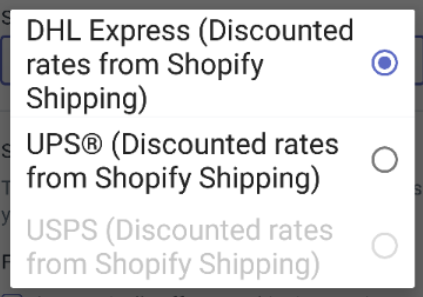 DHL Express (Discounted
rates from Shopify
Shipping)
UPS® (Discounted rates
from Shopify Shipping)
USPS (Discounted rates
from Shopify Shipping)